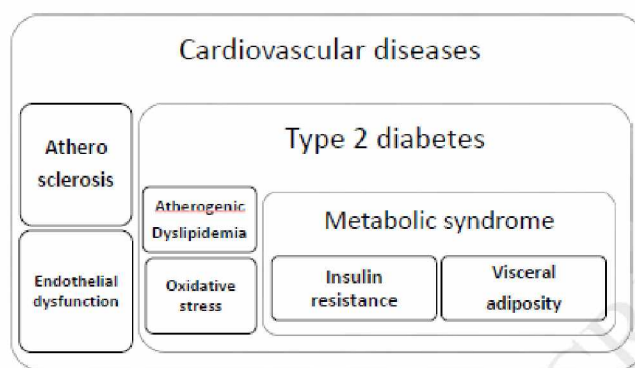 Cardiovascular diseases
Athero
sclerosis
Type 2 diabetes
Atherogenic
Dyslipidemia
Metabolic syndrome
Endothelial
dysfunction
Oxidative
stress
Insulin
resistance
Visceral
adiposity